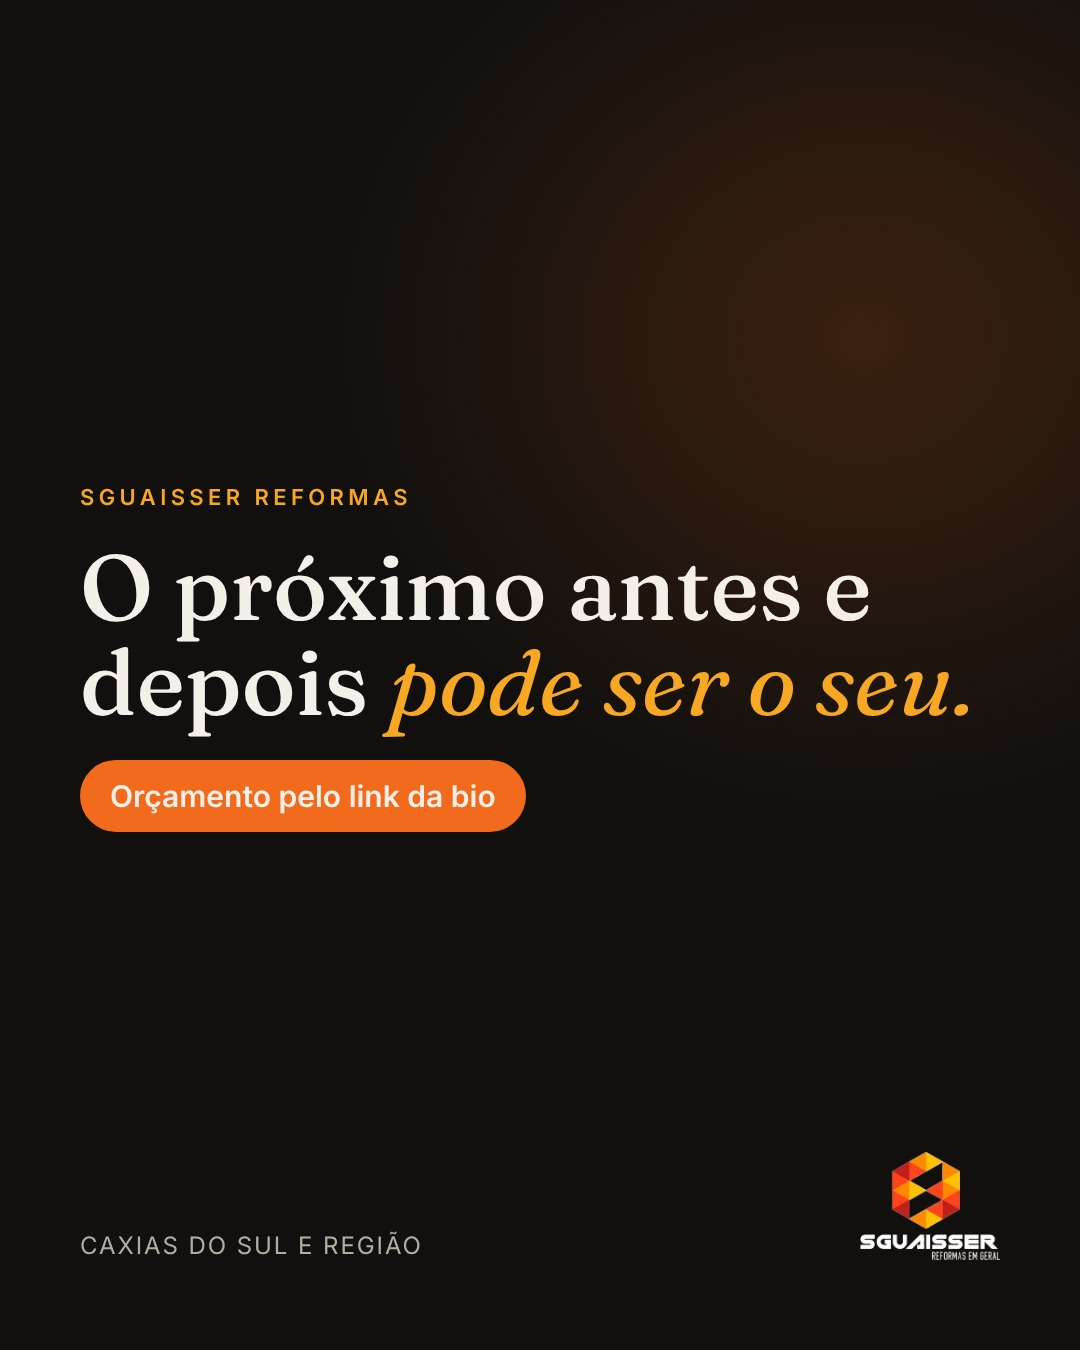 SGUAISSER REFORMAS
O próximo antes e
depois pode ser o seu.
Orçamento pelo link da bio
CAXIAS DO SUL E REGIÃO
SGUAISSER
REFORMAS EM GERAL